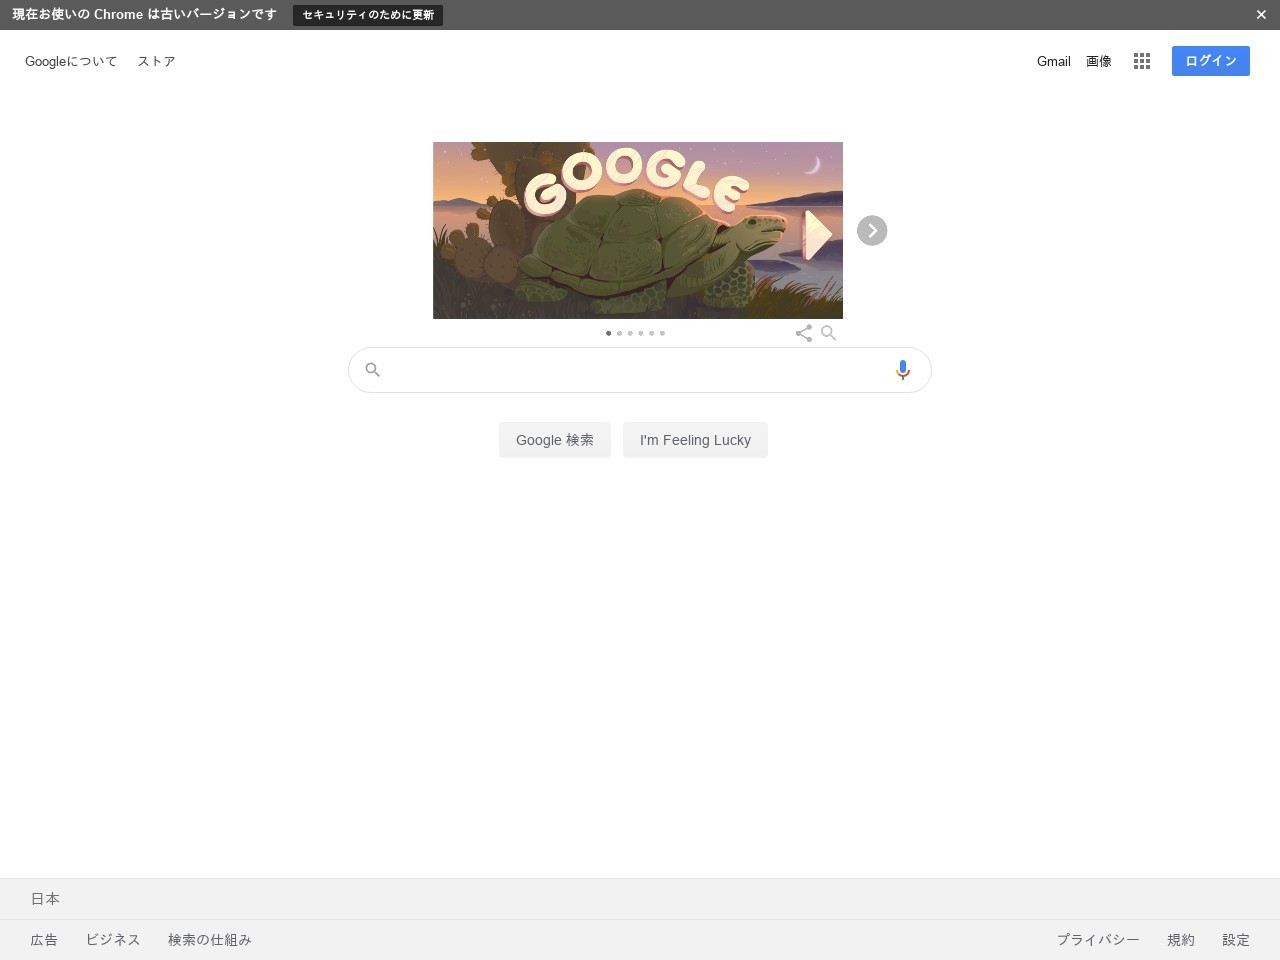 現在お使いの Chrome は古いバージョンです セキュリティのために更新 ✕
Googleについて ストア Gmail 画像 ログイン
GOOGLE
Google 検索 I'm Feeling Lucky
日本
広告 ビジネス 検索の仕組み プライバシー 規約 設定